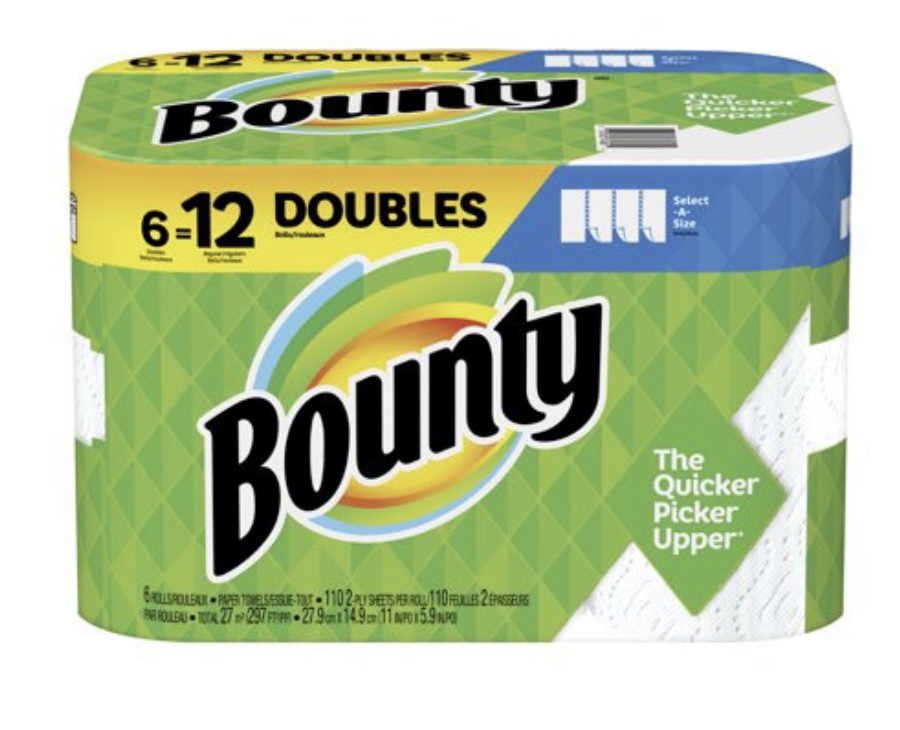 6=12 DOUBLES
Bounty
The
Quicker
Picker
Upper
6=12 DOUBLES
Rolls/rouleaux
Select
-A-
Size
Bounty
The
Quicker
Picker
Upper*
6 ROLLS/ROULEAUX • PAPER TOWELS/ESSUIE-TOUT • 110 2-PLY SHEETS PER ROLL/110 FEUILLES 2 ÉPAISSEURS
PAR ROULEAU • TOTAL 27 m² (297 FT²/PI²) • 27.9 cm X 14.9 cm (11 IN/PO X 5.9 IN/PO)